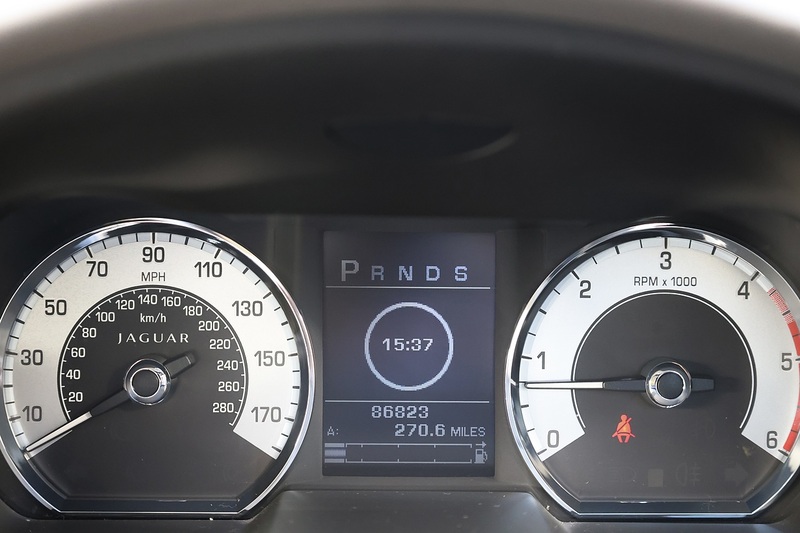 10 30 50 70 90 110 130 150 170
MPH
20 40 60 80 100 120 140 160 180 200 220 240 260 280
km/h
JAGUAR
P R N D S
15:37
86823
A: 270.6 MILES
0 1 2 3 4 5 6
RPM x 1000